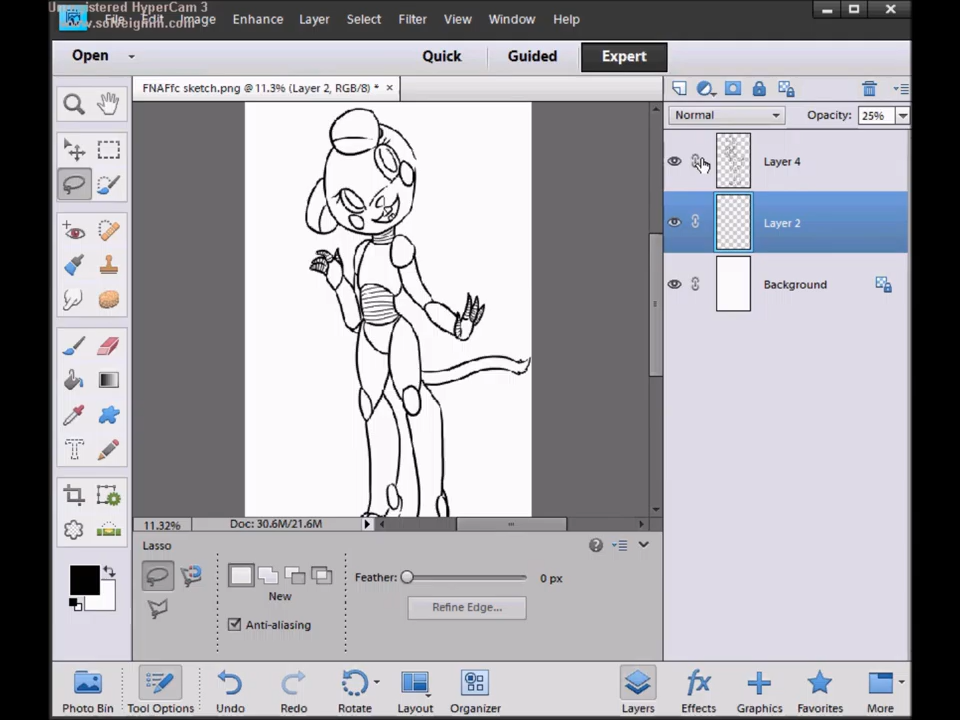 Unregistered HyperCam 3
www.solveigmm.com
File Edit Image Enhance Layer Select Filter View Window Help
Open Quick Guided Expert
FNAFfc sketch.png @ 11.3% (Layer 2, RGB/8) *
Normal Opacity: 25%
Layer 4
Layer 2
Background
11.32% Doc: 30.6M/21.6M
Lasso
Feather: 0 px
New
Refine Edge...
Anti-aliasing
Photo Bin Tool Options Undo Redo Rotate Layout Organizer Layers Effects Graphics Favorites More